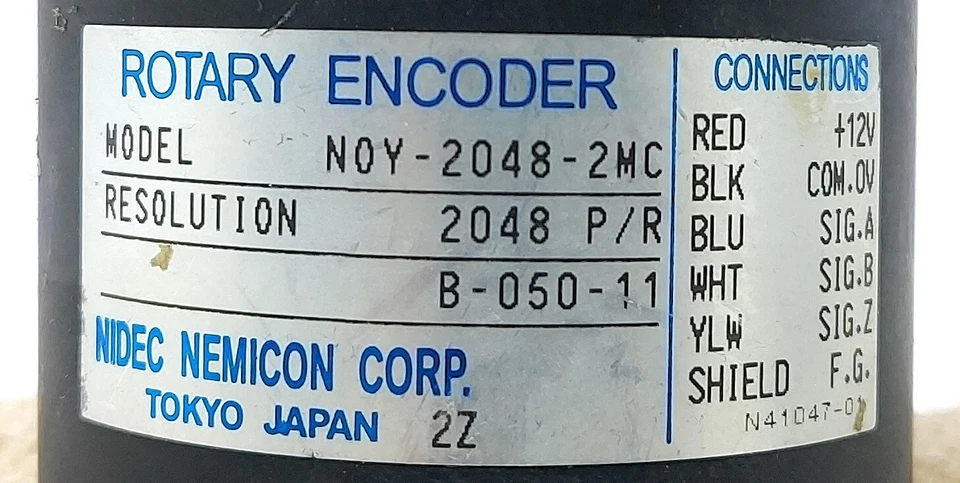 ROTARY ENCODER
MODEL NOY-2048-2MC
RESOLUTION 2048 P/R
B-050-11
NIDEC NEMICON CORP.
TOKYO JAPAN 2Z
CONNECTIONS
RED +12V
BLK COM.0V
BLU SIG.A
WHT SIG.B
YLW SIG.Z
SHIELD F.G.